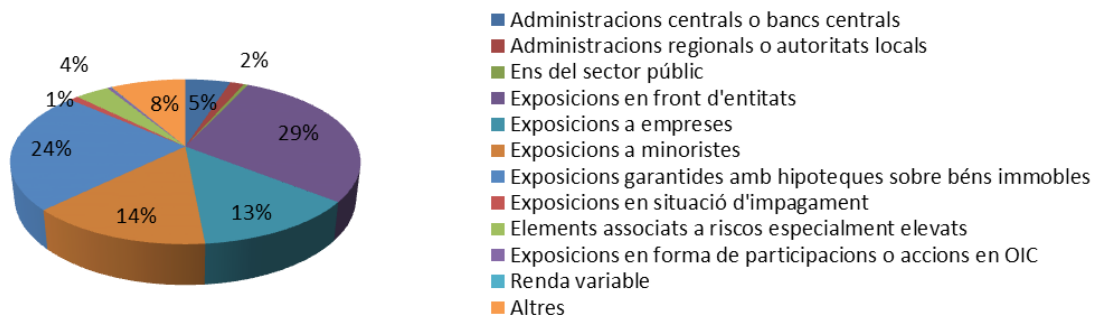 4%
2%
1%
8%
5%
29%
24%
14%
13%
Administracions centrals o bancs centrals
Administracions regionals o autoritats locals
Ens del sector públic
Exposicions en front d'entitats
Exposicions a empreses
Exposicions a minoristes
Exposicions garantides amb hipoteques sobre béns immobles
Exposicions en situació d'impagament
Elements associats a riscos especialment elevats
Exposicions en forma de participacions o accions en OIC
Renda variable
Altres